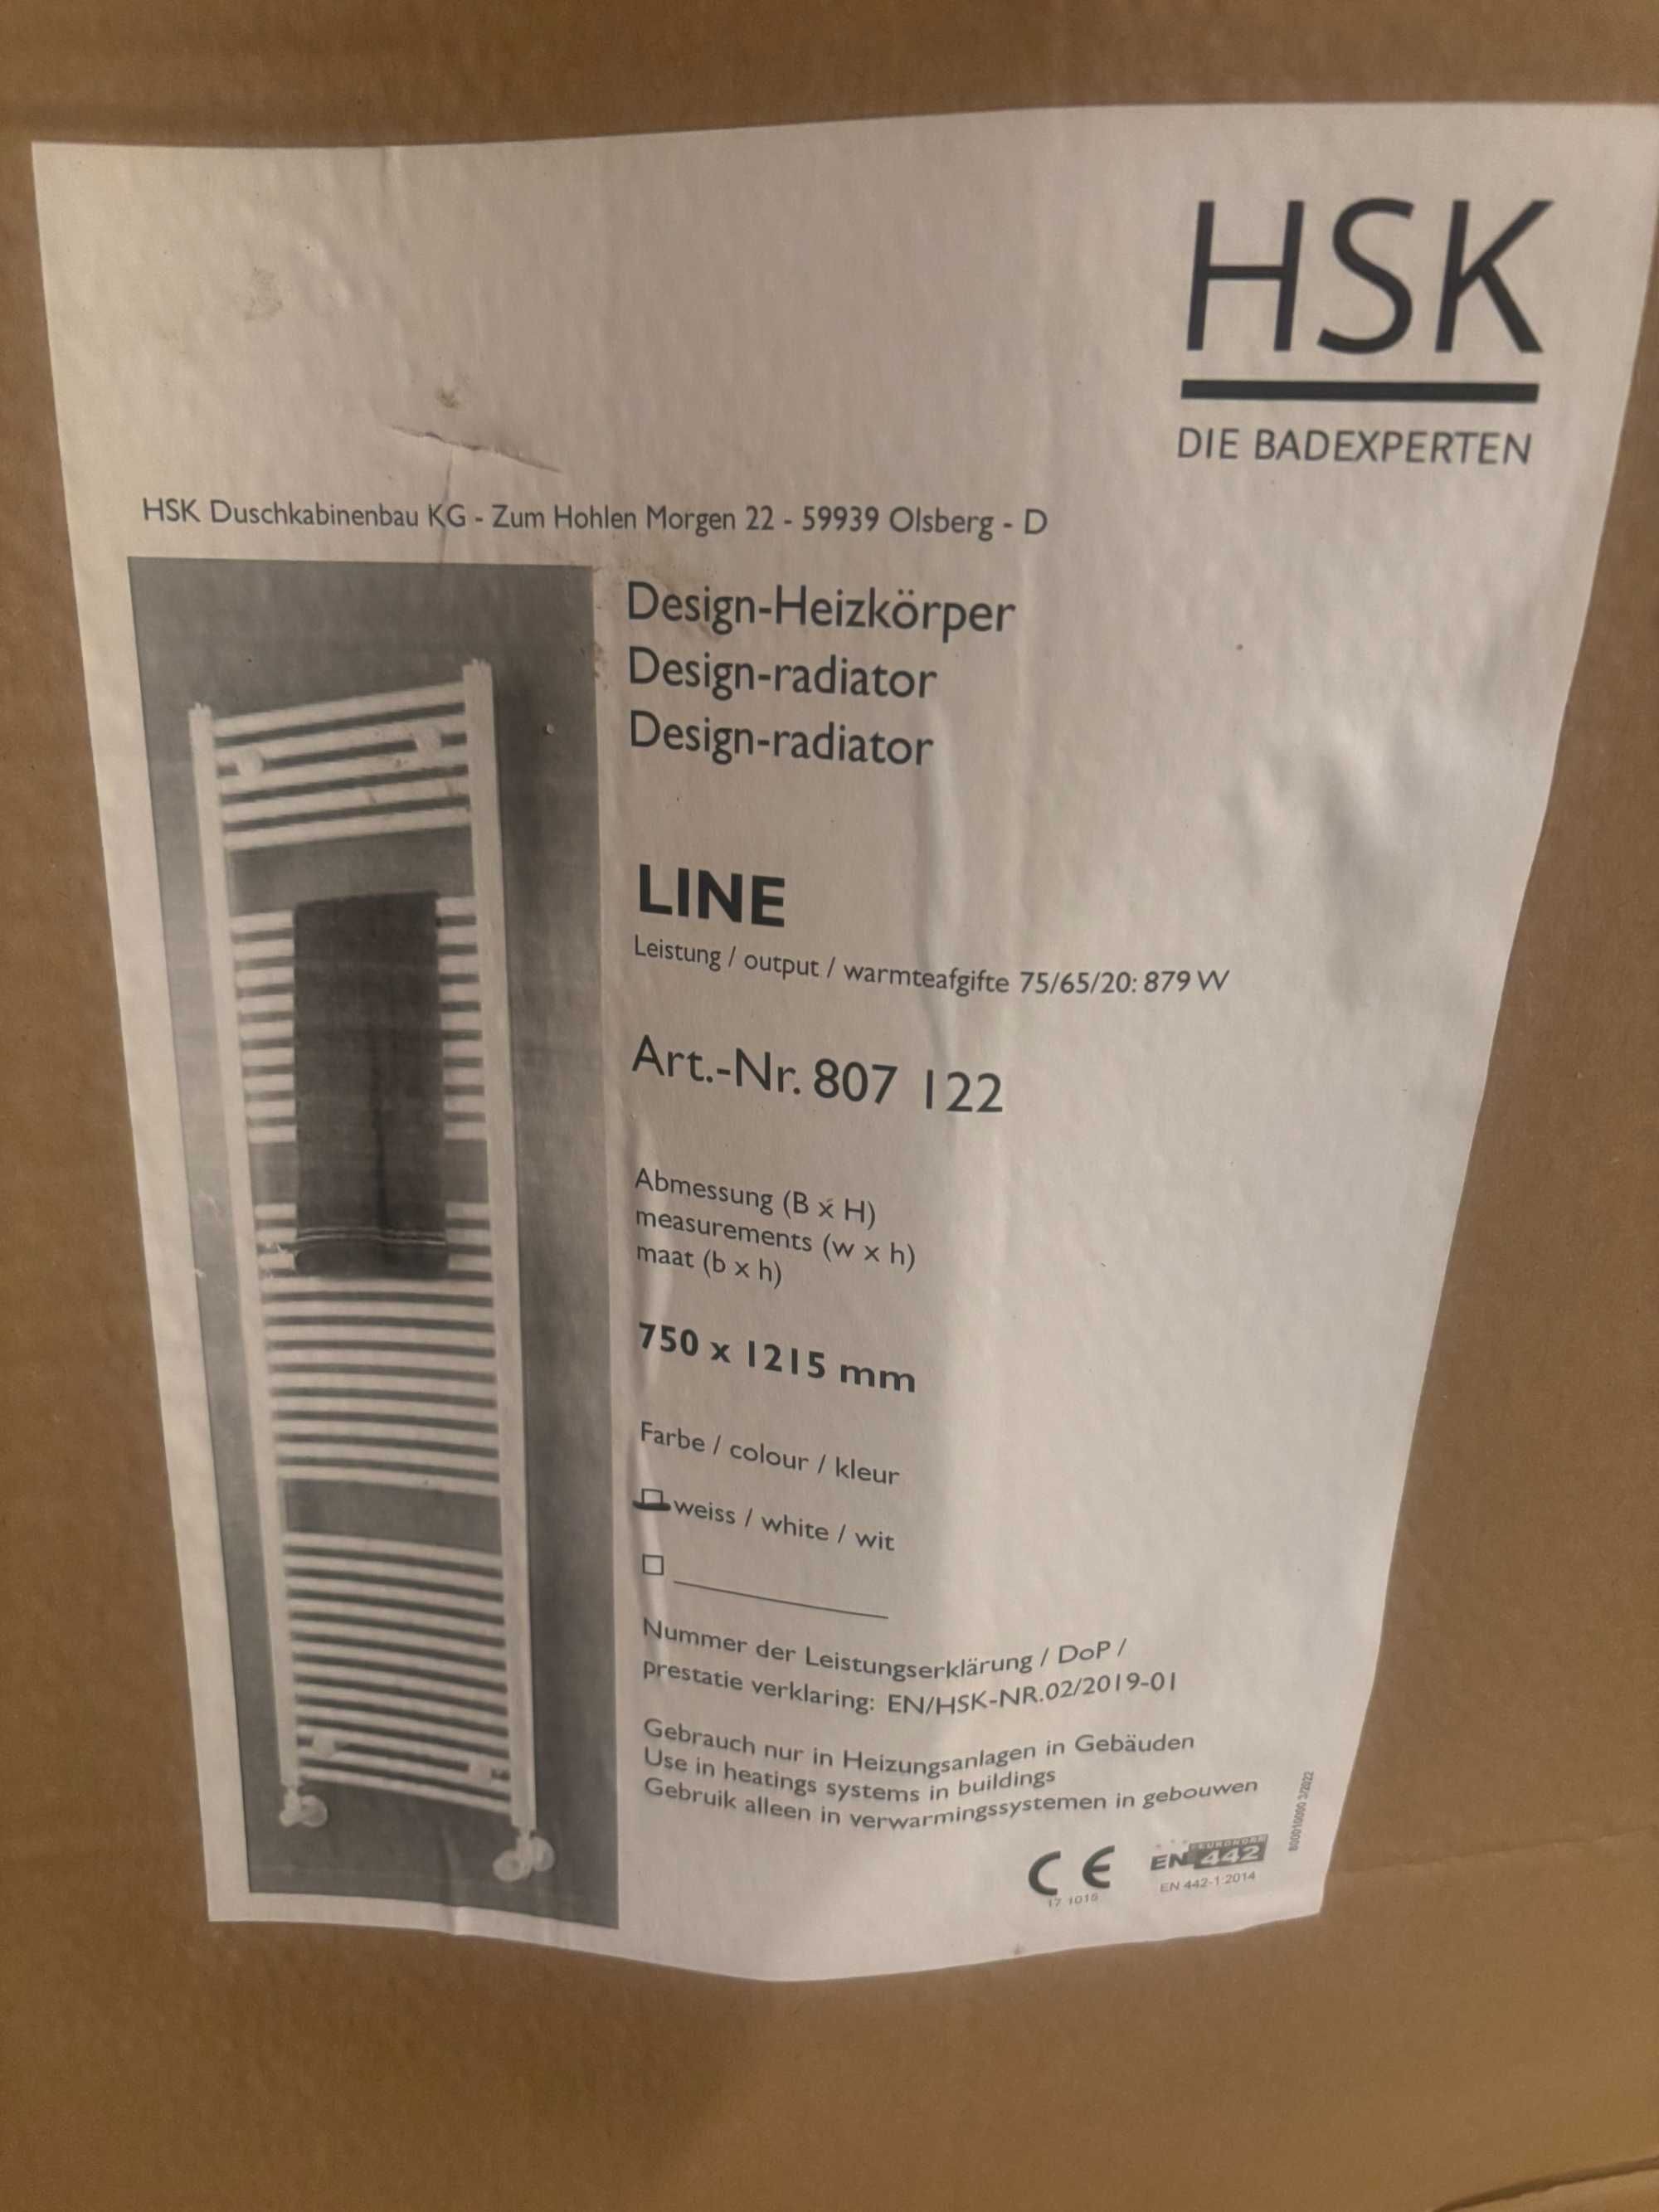 HSK
DIE BADEXPERTEN
HSK Duschkabinenbau KG - Zum Hohlen Morgen 22 - 59939 Olsberg - D
Design-Heizkörper
Design-radiator
Design-radiator
LINE
Leistung / output / warmteafgifte 75/65/20: 879 W
Art.-Nr. 807 122
Abmessung (B x H)
measurements (w x h)
maat (b x h)
750 x 1215 mm
Farbe / colour / kleur
weiss / white / wit
Nummer der Leistungserklärung / DoP /
prestatie verklaring: EN/HSK-NR.02/2019-01
Gebrauch nur in Heizungsanlagen in Gebäuden
Use in heatings systems in buildings
Gebruik alleen in verwarmingssystemen in gebouwen
CE
EN 442
EN 442-1:2014